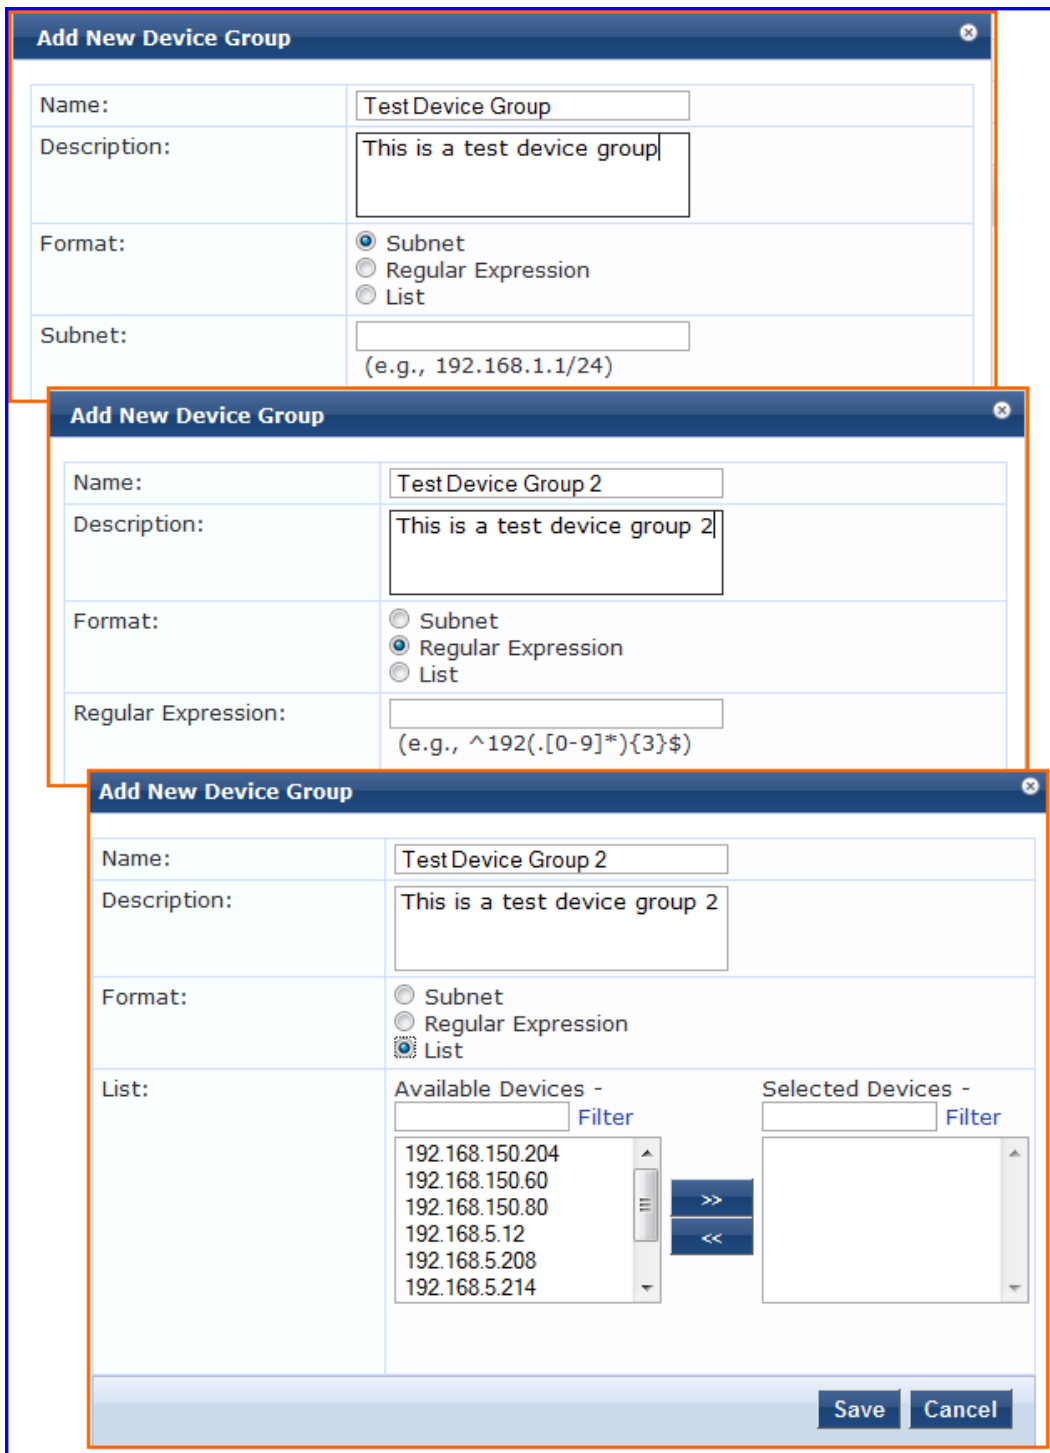 Add New Device Group
Name: Test Device Group
Description: This is a test device group
Format: Subnet
Regular Expression
List
Subnet:
(e.g., 192.168.1.1/24)
Add New Device Group
Name: Test Device Group 2
Description: This is a test device group 2
Format: Subnet
Regular Expression
List
Regular Expression:
(e.g., ^192(.[0-9]*){3}$)
Add New Device Group
Name: Test Device Group 2
Description: This is a test device group 2
Format: Subnet
Regular Expression
List
List: Available Devices - Selected Devices -
Filter Filter
192.168.150.204
192.168.150.60
192.168.150.80
>>
192.168.5.12
<<
192.168.5.208
192.168.5.214
Save Cancel